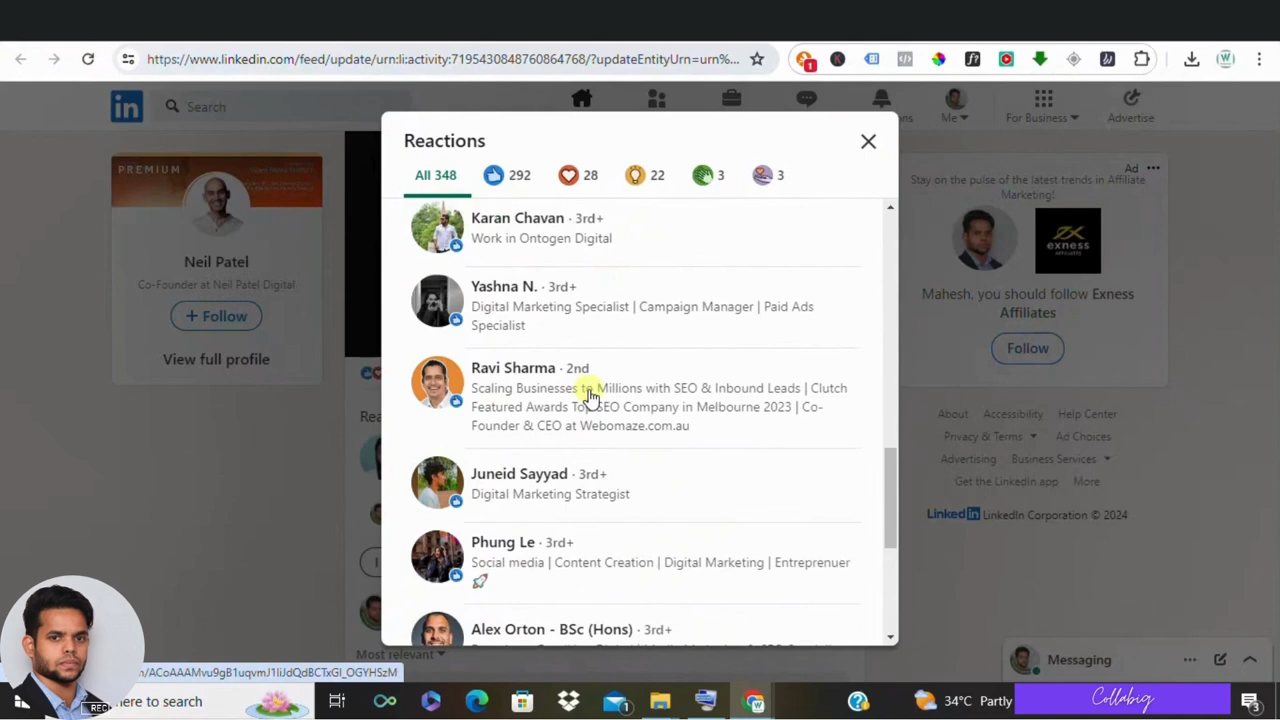 https://www.linkedin.com/feed/update/urn:li:activity:7195430848760864768/?updateEntityUrn=urn%...
1
in
Search
Me
For Business
Advertise
PREMIUM
Neil Patel
Co-Founder at Neil Patel Digital
+ Follow
View full profile
Reactions
All 348
292
28
22
3
3
Karan Chavan · 3rd+
Work in Ontogen Digital
Yashna N. · 3rd+
Digital Marketing Specialist | Campaign Manager | Paid Ads
Specialist
Ravi Sharma · 2nd
Scaling Businesses to Millions with SEO & Inbound Leads | Clutch
Featured Awards Top SEO Company in Melbourne 2023 | Co-
Founder & CEO at Webomaze.com.au
Juneid Sayyad · 3rd+
Digital Marketing Strategist
Phung Le · 3rd+
Social media | Content Creation | Digital Marketing | Entreprenuer
🚀
Alex Orton - BSc (Hons) · 3rd+
Most relevant
Ad ...
Stay on the pulse of the latest trends in Affiliate
Marketing!
exness
AFFILIATES
Mahesh, you should follow Exness
Affiliates
Follow
About Accessibility Help Center
Privacy & Terms Ad Choices
Advertising Business Services
Get the LinkedIn app More
LinkedIn LinkedIn Corporation © 2024
Messaging
REC
here to search
1
34°C Partly
Collabig
3